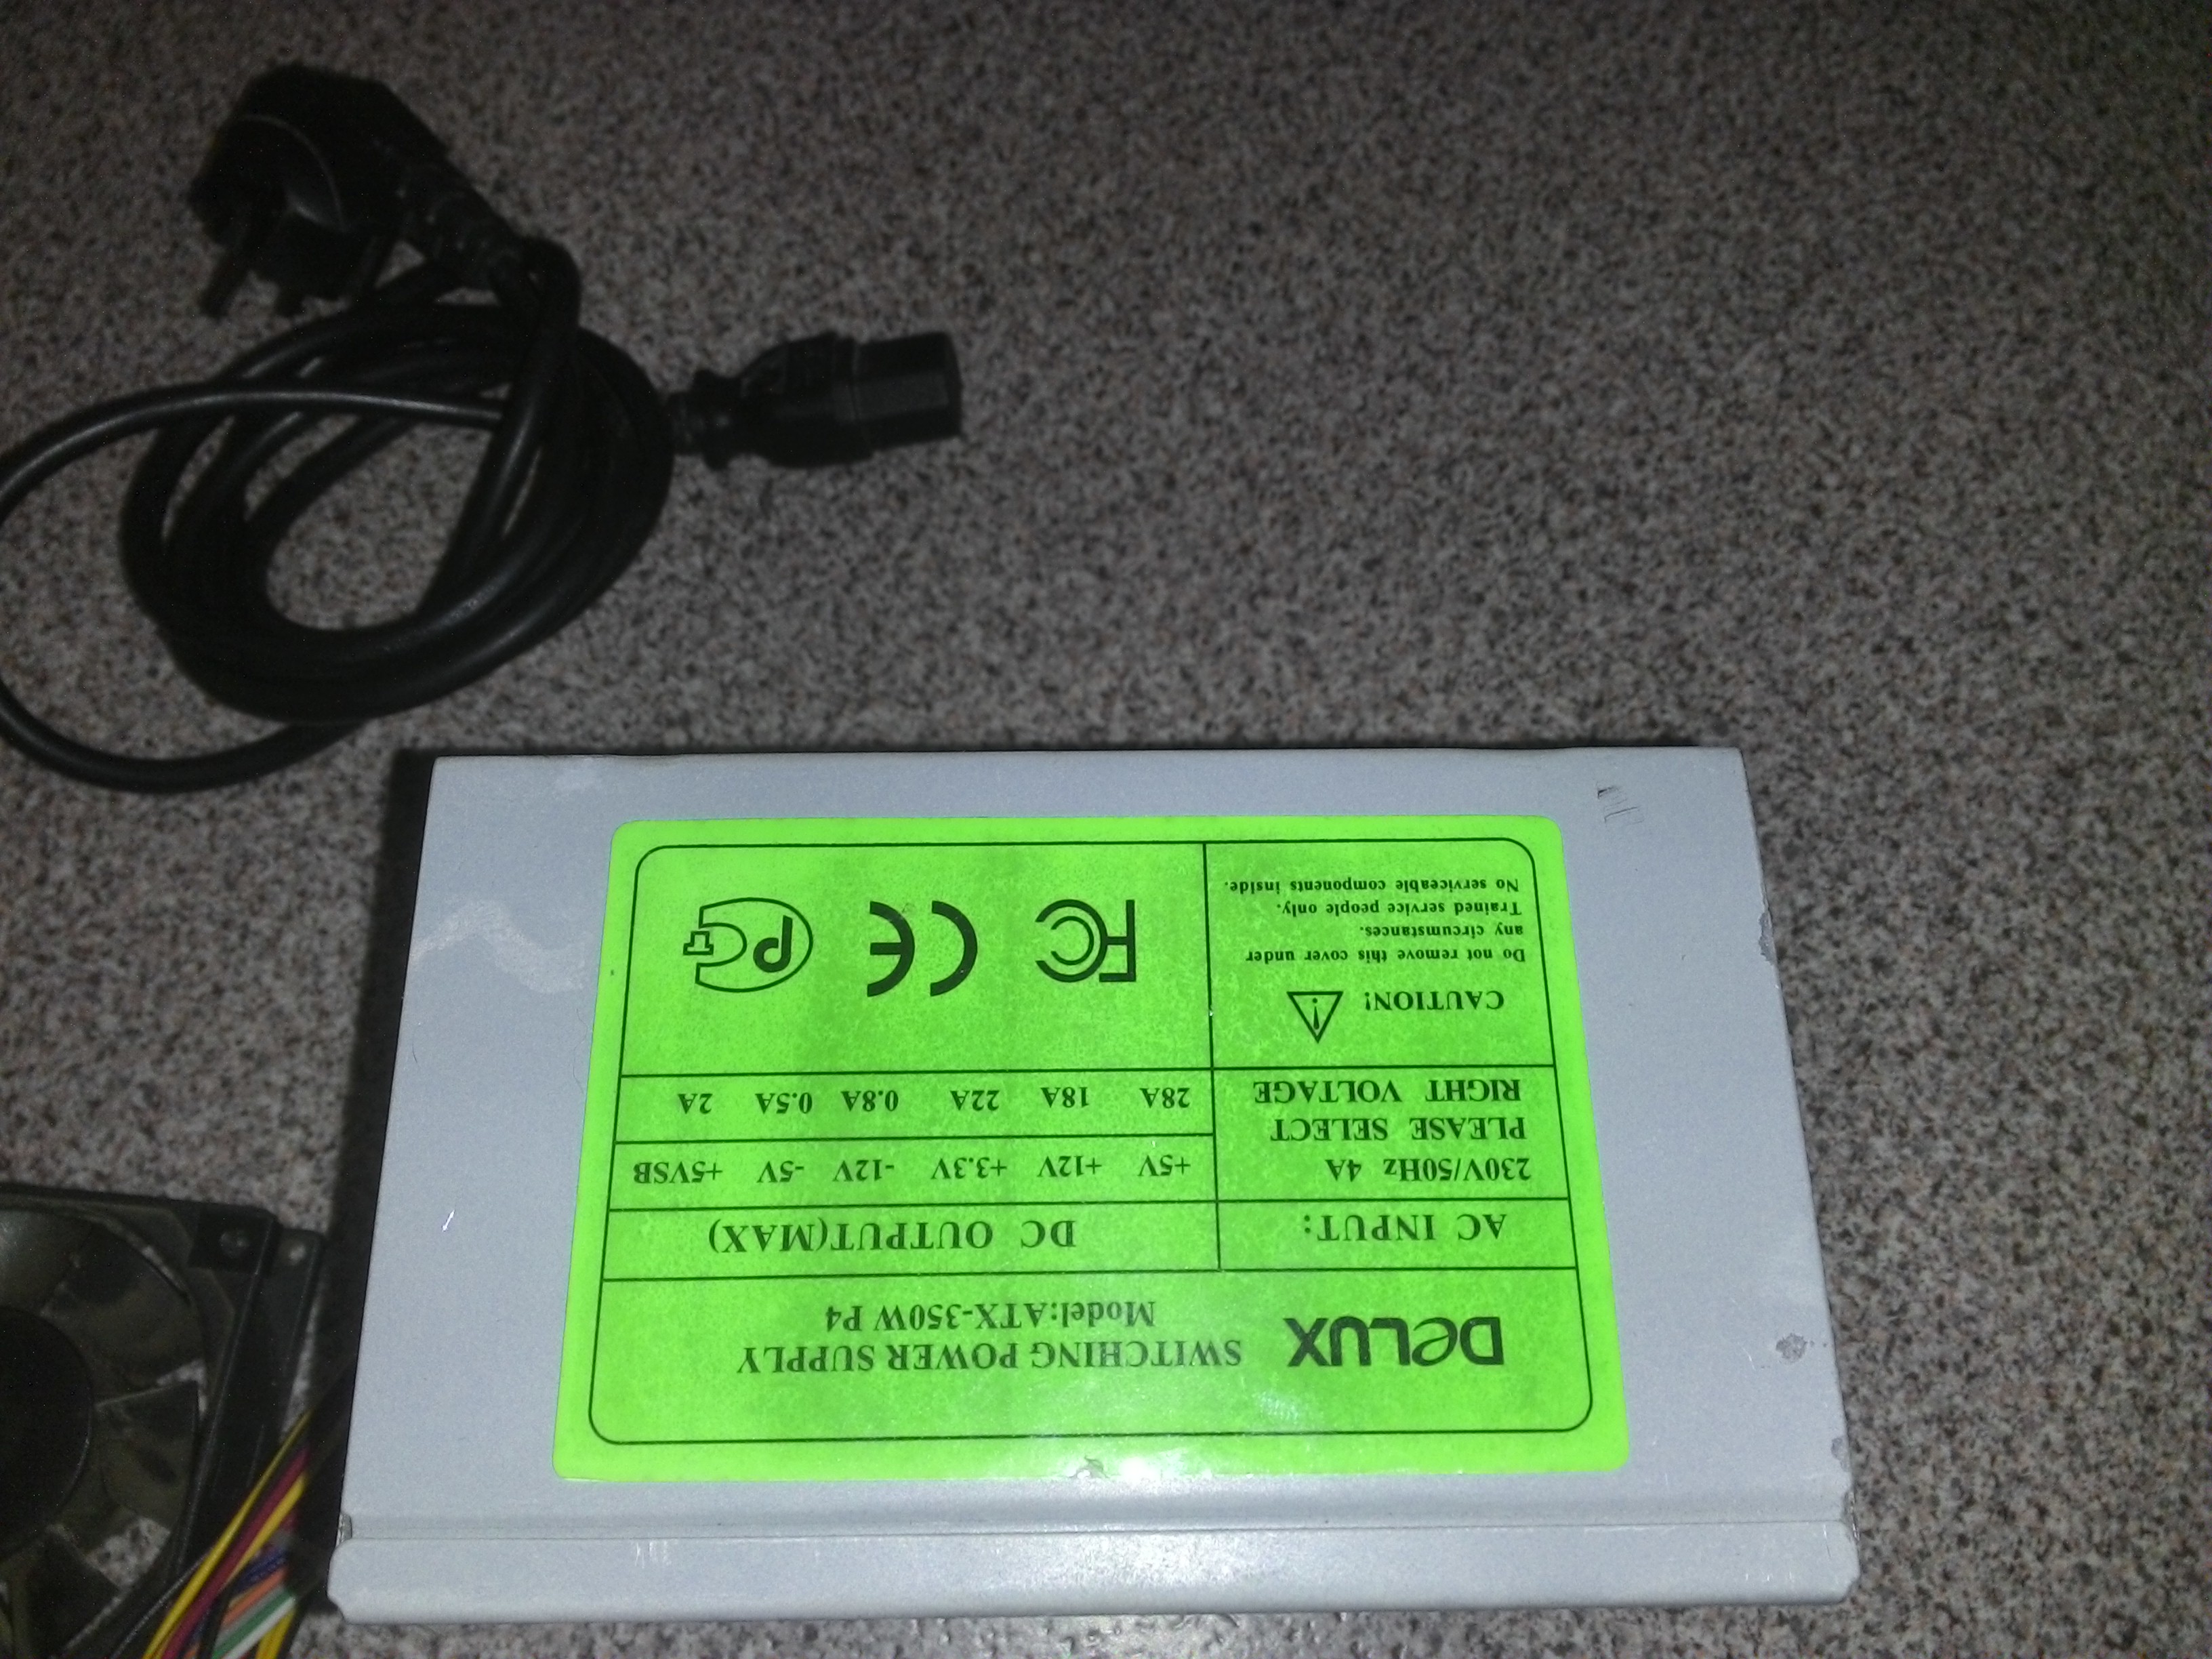 DeLUX
SWITCHING POWER SUPPLY
Model:ATX-350W P4
AC INPUT:
DC OUTPUT(MAX)
230V/50Hz 4A
PLEASE SELECT
RIGHT VOLTAGE
+5V +12V +3.3V -12V -5V +5VSB
28A 18A 22A 0.8A 0.5A 2A
CAUTION!
Do not remove this cover under
any circumstances.
Trained service people only.
No serviceable components inside.
FC CE PCT